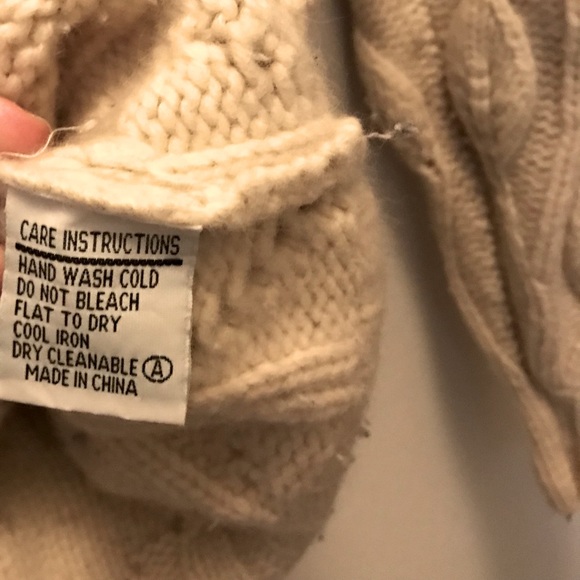 CARE INSTRUCTIONS
HAND WASH COLD
DO NOT BLEACH
FLAT TO DRY
COOL IRON
DRY CLEANABLE Ⓐ
MADE IN CHINA